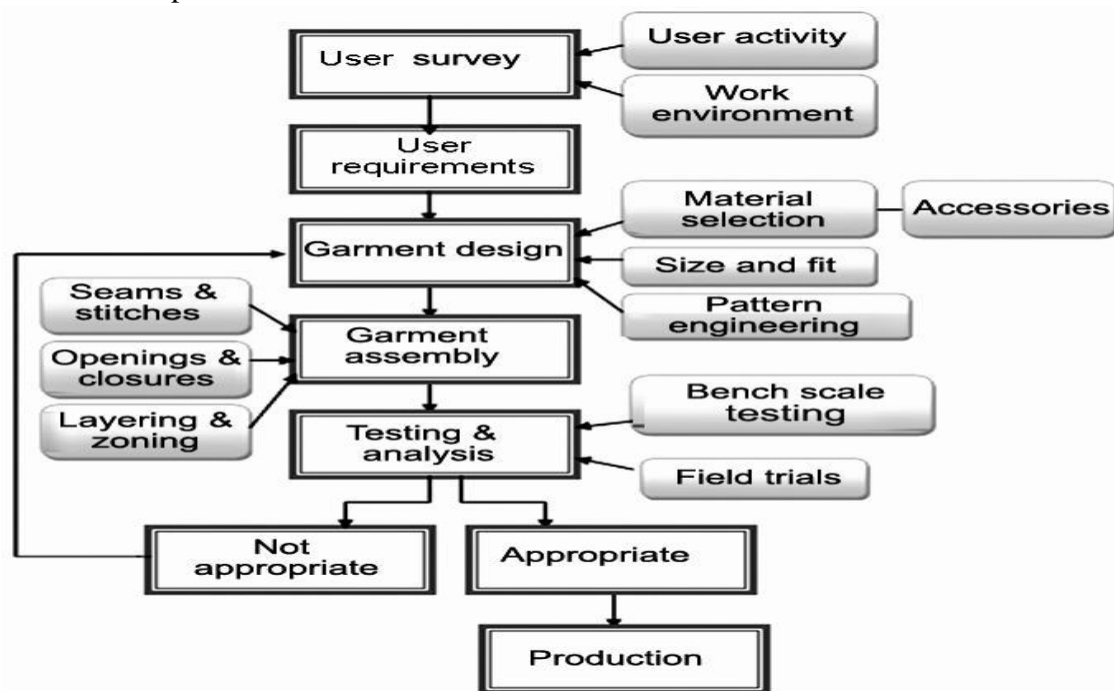 User survey
User activity
Work
environment
User
requirements
Material
selection
Accessories
Garment design
Size and fit
Pattern
engineering
Seams &
stitches
Garment
assembly
Openings &
closures
Layering &
zoning
Testing &
analysis
Bench scale
testing
Field trials
Not
appropriate
Appropriate
Production